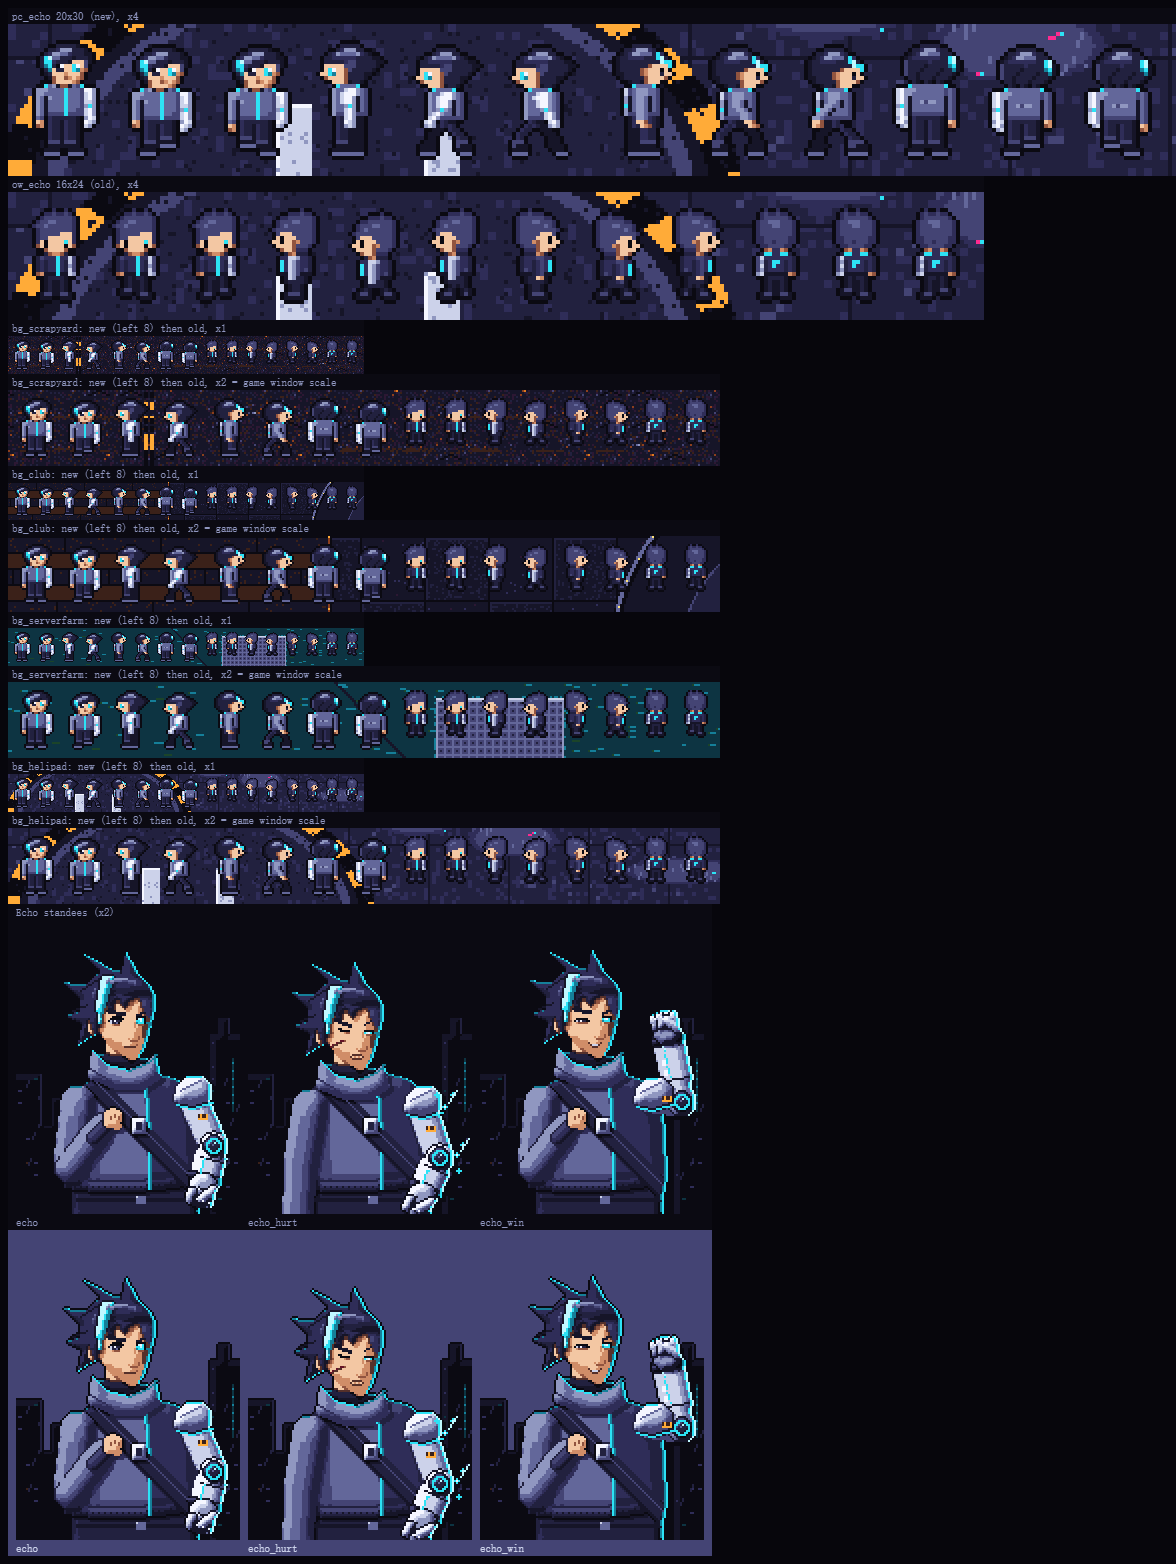 pc_echo 20x30 (new), x4
ow_echo 16x24 (old), x4
bg_scrapyard: new (left 8) then old, x1
bg_scrapyard: new (left 8) then old, x2 = game window scale
bg_club: new (left 8) then old, x1
bg_club: new (left 8) then old, x2 = game window scale
bg_serverfarm: new (left 8) then old, x1
bg_serverfarm: new (left 8) then old, x2 = game window scale
bg_helipad: new (left 8) then old, x1
bg_helipad: new (left 8) then old, x2 = game window scale
Echo standees (x2)
echo echo_hurt echo_win
echo echo_hurt echo_win